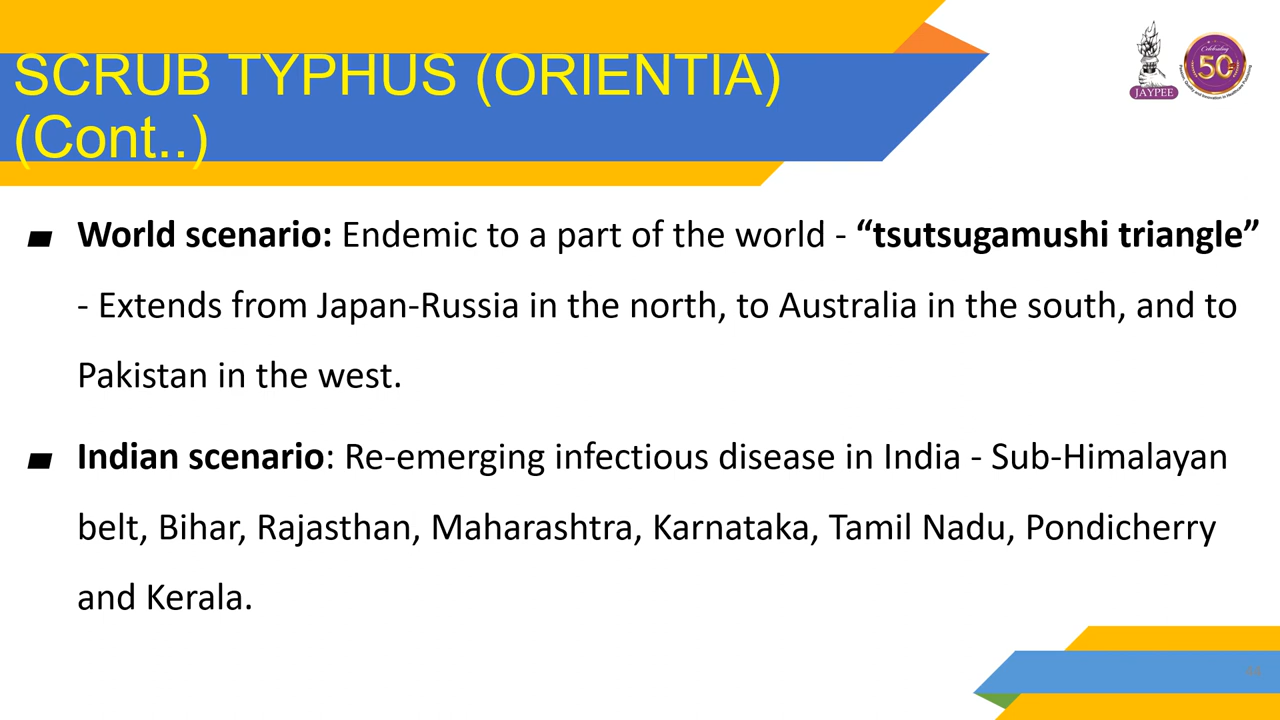 SCRUB TYPHUS (ORIENTIA)
(Cont..)
JAYPEE
Celebrating
50
World scenario: Endemic to a part of the world - “tsutsugamushi triangle”
- Extends from Japan-Russia in the north, to Australia in the south, and to
Pakistan in the west.
Indian scenario: Re-emerging infectious disease in India - Sub-Himalayan
belt, Bihar, Rajasthan, Maharashtra, Karnataka, Tamil Nadu, Pondicherry
and Kerala.